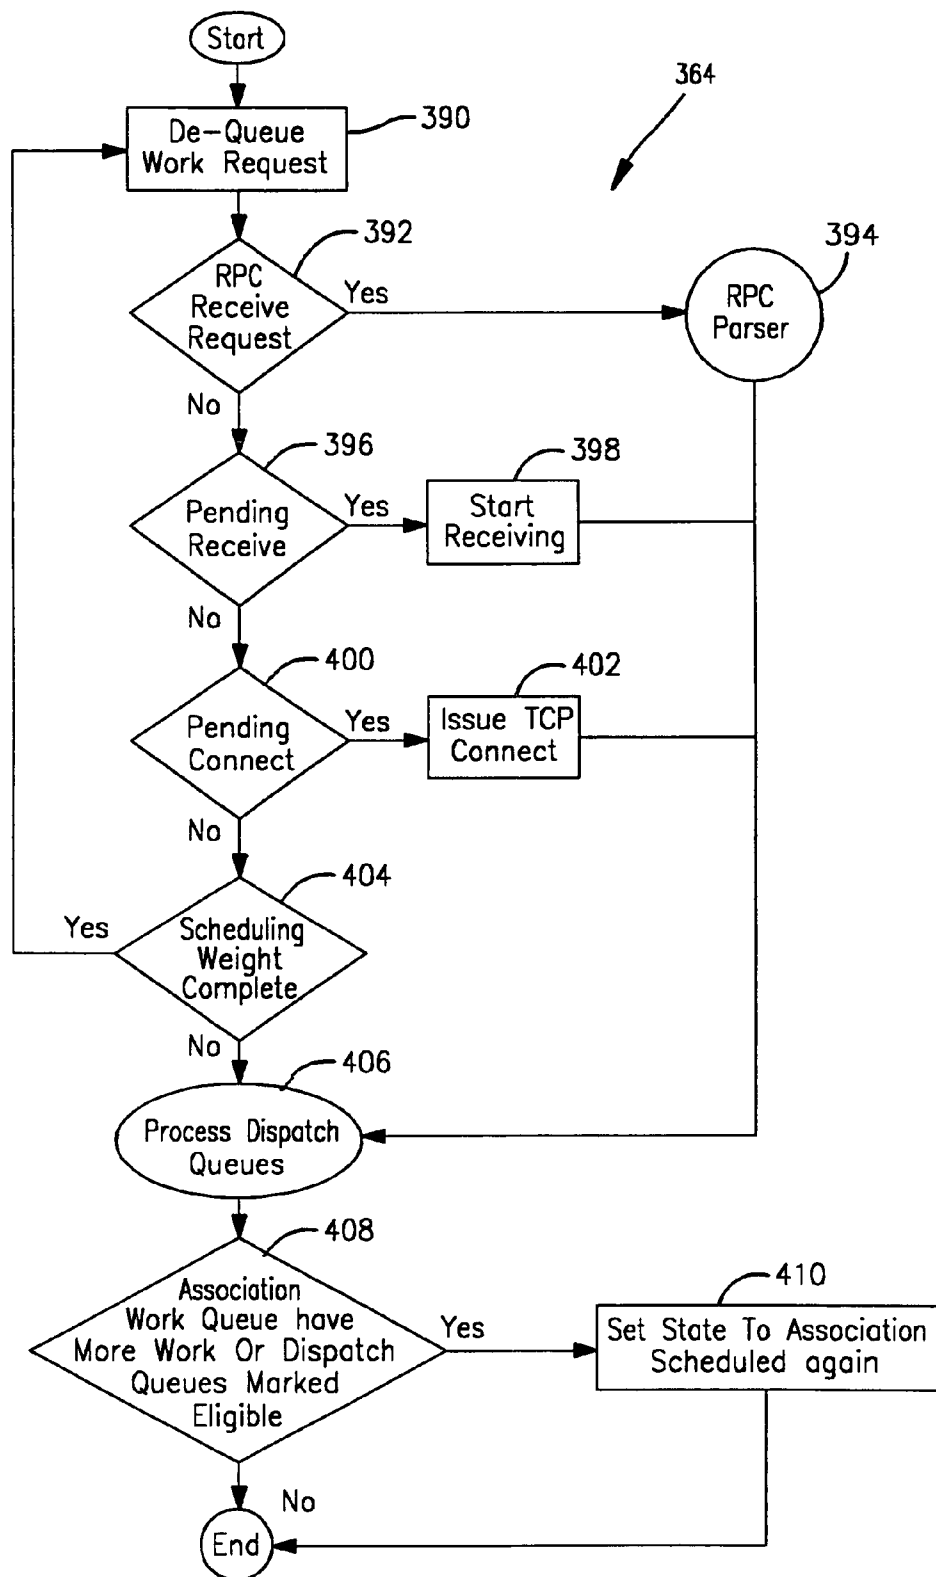 Start
364
De-Queue
Work Request
390
392
RPC
Receive
Request
Yes
394
RPC
Parser
No
396
Pending
Receive
Yes
398
Start
Receiving
No
400
Pending
Connect
Yes
402
Issue TCP
Connect
No
404
Yes
Scheduling
Weight
Complete
No
406
Process Dispatch
Queues
408
Association
Work Queue have
More Work Or Dispatch
Queues Marked
Eligible
Yes
410
Set State To Association
Scheduled again
No
End